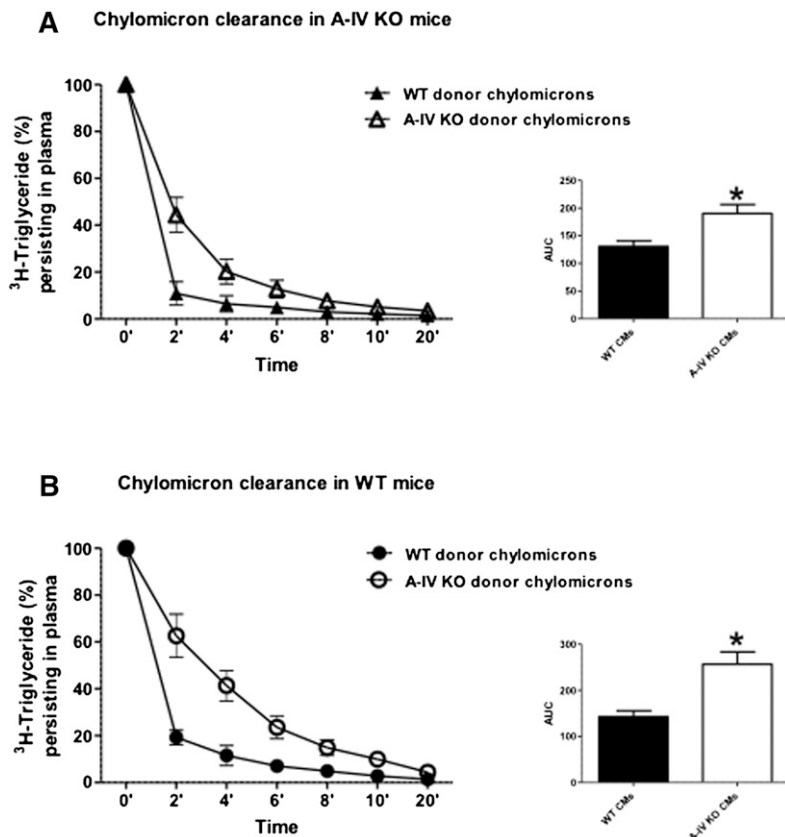 A Chylomicron clearance in A-IV KO mice
³H-Triglyceride (%)
persisting in plasma
100
80
60
40
20
0
0' 2' 4' 6' 8' 10' 20'
Time
WT donor chylomicrons
A-IV KO donor chylomicrons
AUC
250
200
150
100
50
0
*
WT CMs
A-IV KO CMs
B Chylomicron clearance in WT mice
³H-Triglyceride (%)
persisting in plasma
100
80
60
40
20
0
0' 2' 4' 6' 8' 10' 20'
Time
WT donor chylomicrons
A-IV KO donor chylomicrons
AUC
300
200
100
0
*
WT CMs
A-IV KO CMs